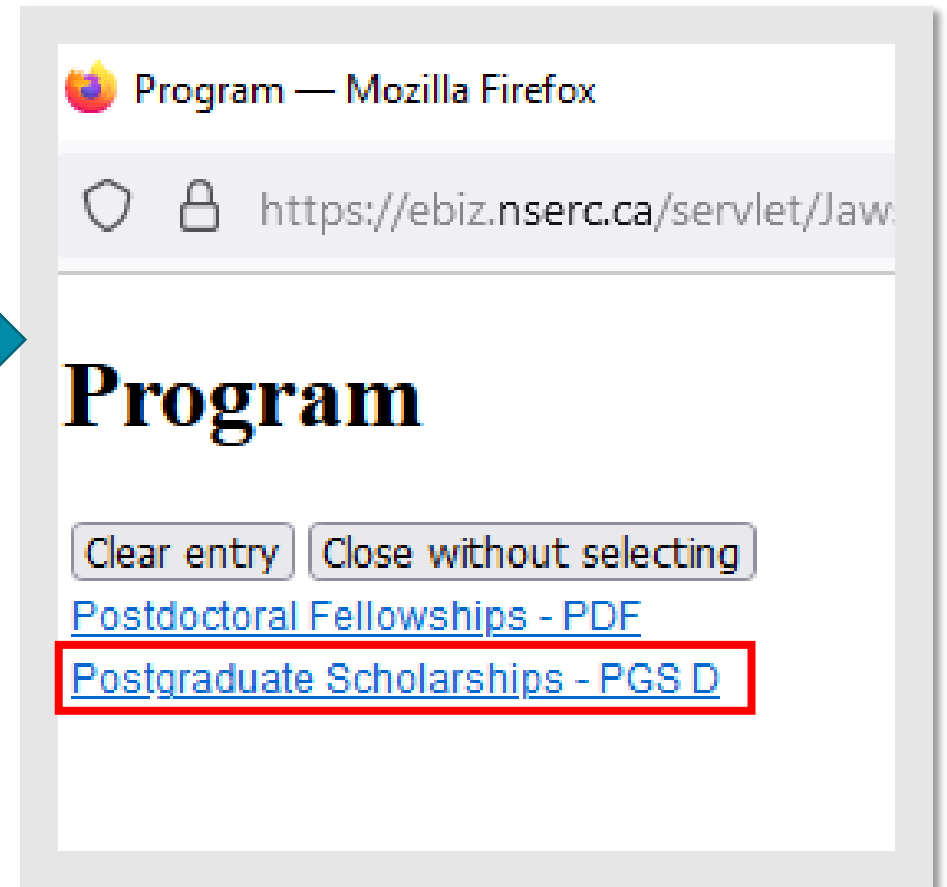 Program — Mozilla Firefox
https://ebiz.nserc.ca/servlet/Jaw
Program
Clear entry Close without selecting
Postdoctoral Fellowships - PDF
Postgraduate Scholarships - PGS D